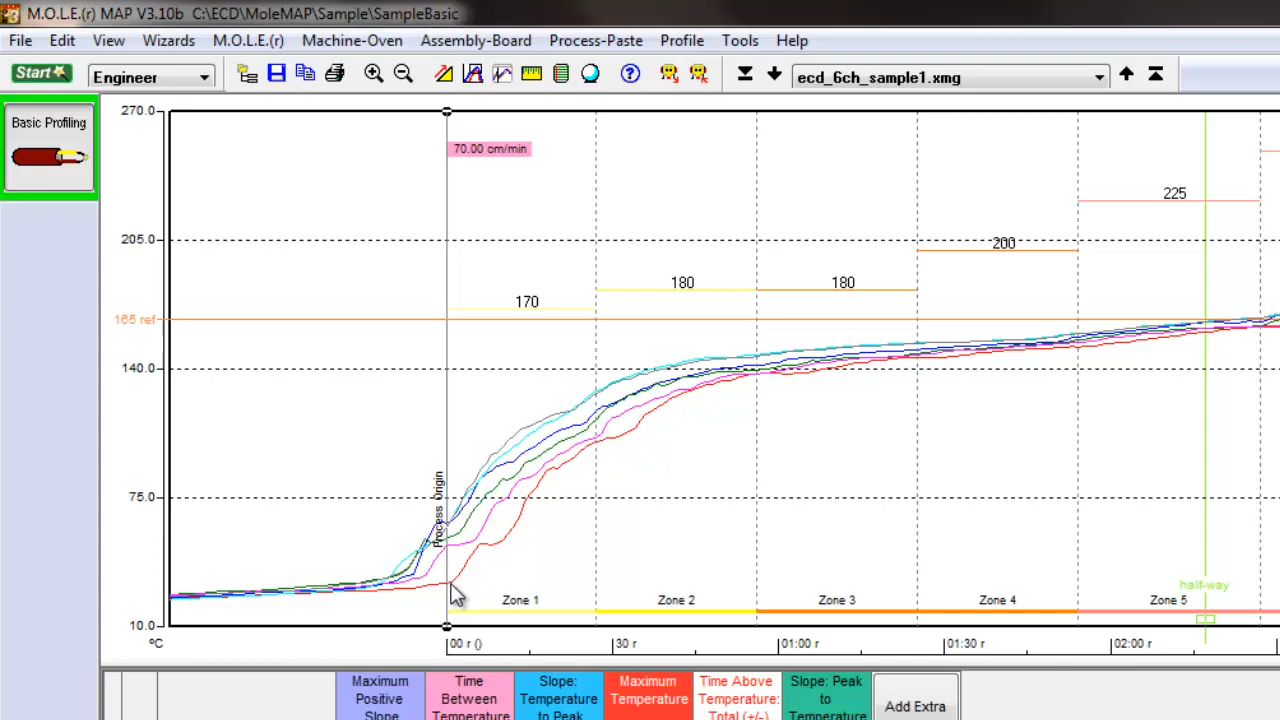 M.O.L.E.(r) MAP V3.10b C:\ECD\MoleMAP\Sample\SampleBasic
File Edit View Wizards M.O.L.E.(r) Machine-Oven Assembly-Board Process-Paste Profile Tools Help
Start Engineer ecd_6ch_sample1.xmg
Basic Profiling
270.0
70.00 cm/min
225
205.0
200
180 180
170
165 ref
140.0
75.0
Process Origin
half-way
Zone 1 Zone 2 Zone 3 Zone 4 Zone 5
10.0
ºC 00 r () 30 r 01:00 r 01:30 r 02:00 r
Maximum Positive Slope
Time Between Temperature
Slope: Temperature to Peak
Maximum Temperature
Time Above Temperature: Total (+/-)
Slope: Peak to Temperature
Add Extra